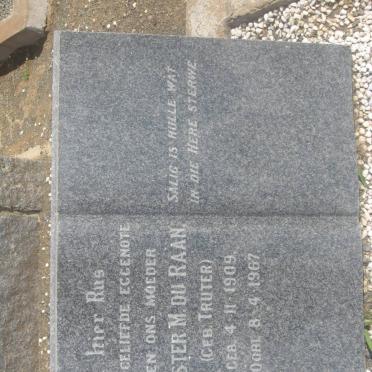 HIER RUS
GELIEFDE EGGENOTE
EN ONS MOEDER
STER M. DU RAAN
(GEB. TRUTER)
GEB. 4. 11. 1909.
OORL. 8. 4. 1967
SALIG IS HULLE WAT
IN DIE HERE STERWE.